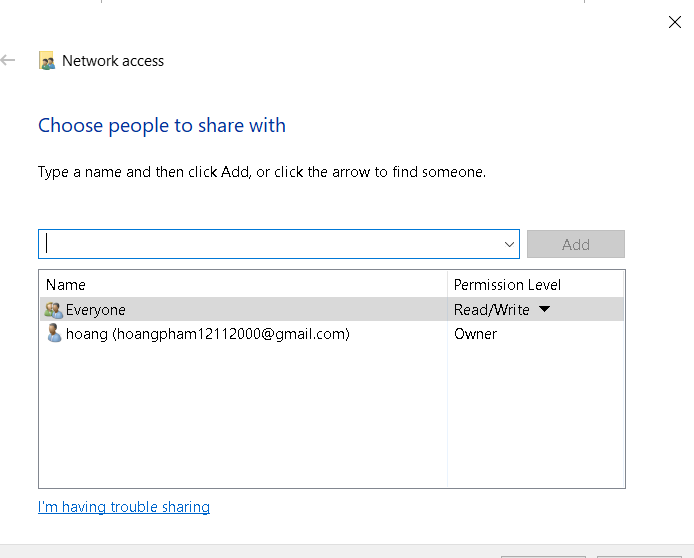 Network access
Choose people to share with
Type a name and then click Add, or click the arrow to find someone.
Add
Name Permission Level
Everyone Read/Write
hoang (hoangpham12112000@gmail.com) Owner
I'm having trouble sharing